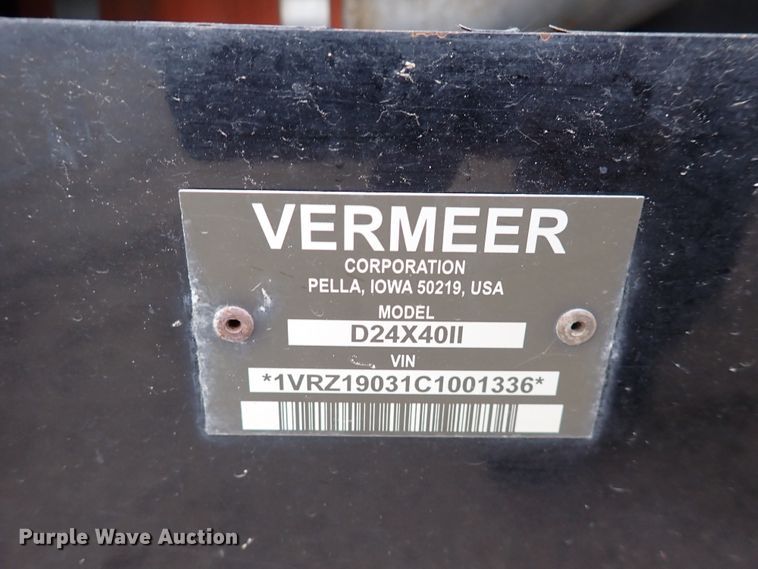 VERMEER
CORPORATION
PELLA, IOWA 50219, USA
MODEL
D24X40II
VIN
*1VRZ19031C1001336*
Purple Wave Auction